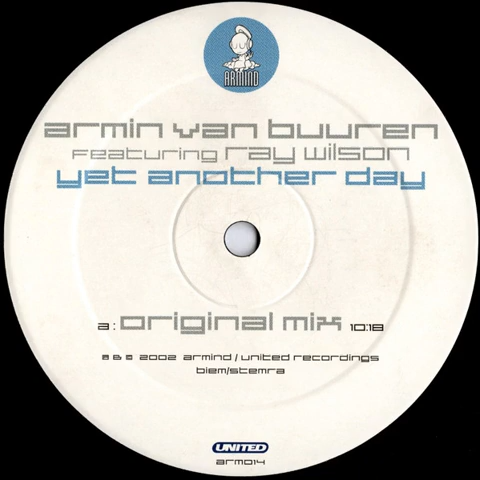 ARMIND
armin van buuren
featuring ray wilson
yet another day
a: original mix 10:18
℗ & © 2002 armind / united recordings
biem/stemra
UNITED
arm014